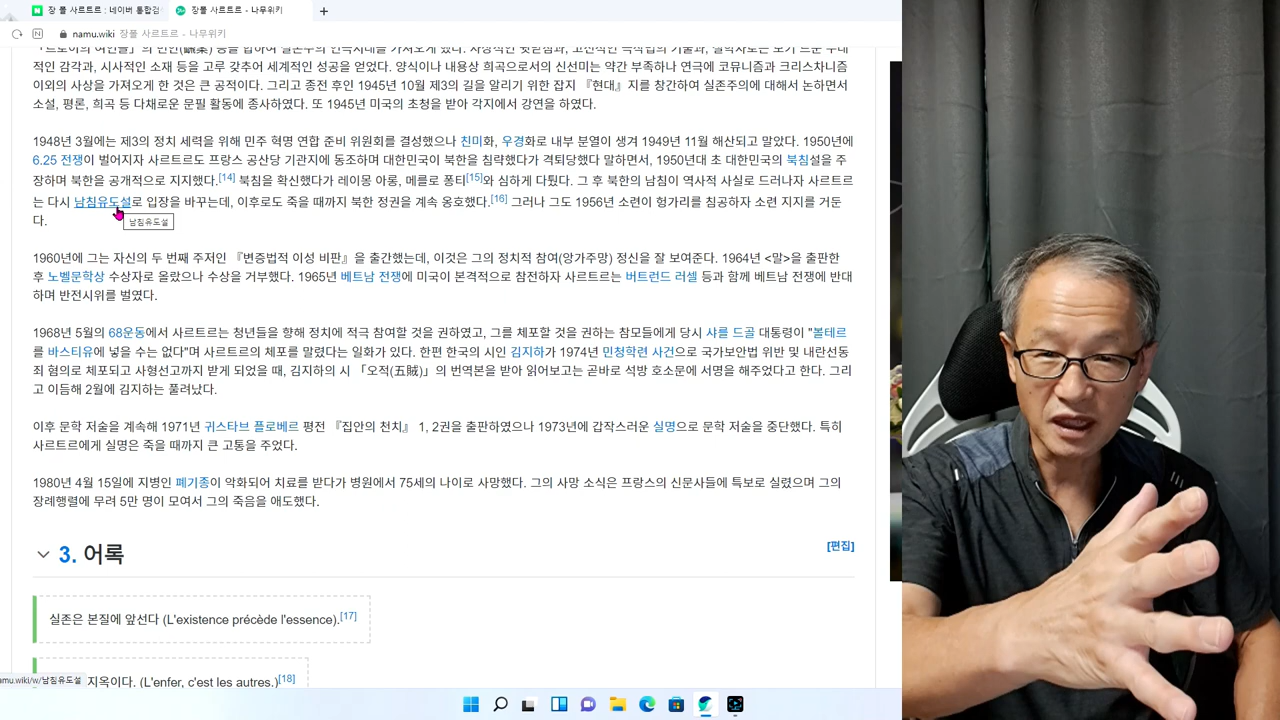 장 폴 사르트르 : 네이버 통합검
장 폴 사르트르 - 나무위키
namu.wiki 장폴 사르트르 - 나무위키
적인 감각과, 시사적인 소재 등을 고루 갖추어 세계적인 성공을 얻었다. 양식이나 내용상 희곡으로서의 신선미는 약간 부족하나 연극에 코뮤니즘과 크리스차니즘
이외의 사상을 가져오게 한 것은 큰 공적이다. 그리고 종전 후인 1945년 10월 제3의 길을 알리기 위한 잡지 『현대』지를 창간하여 실존주의에 대해서 논하면서
소설, 평론, 희곡 등 다채로운 문필 활동에 종사하였다. 또 1945년 미국의 초청을 받아 각지에서 강연을 하였다.
1948년 3월에는 제3의 정치 세력을 위해 민주 혁명 연합 준비 위원회를 결성했으나 친미화, 우경화로 내부 분열이 생겨 1949년 11월 해산되고 말았다. 1950년에
6.25 전쟁이 벌어지자 사르트르도 프랑스 공산당 기관지에 동조하며 대한민국이 북한을 침략했다가 격퇴당했다 말하면서, 1950년대 초 대한민국의 북침설을 주
장하며 북한을 공개적으로 지지했다.[14] 북침을 확신했다가 레이몽 아롱, 메를로 퐁티[15]와 심하게 다퉜다. 그 후 북한의 남침이 역사적 사실로 드러나자 사르트르
는 다시 남침유도설로 입장을 바꾸는데, 이후로도 죽을 때까지 북한 정권을 계속 옹호했다.[16] 그러나 그도 1956년 소련이 헝가리를 침공하자 소련 지지를 거둔
다.
남침유도설
1960년에 그는 자신의 두 번째 주저인 『변증법적 이성 비판』을 출간했는데, 이것은 그의 정치적 참여(앙가주망) 정신을 잘 보여준다. 1964년 <말>을 출판한
후 노벨문학상 수상자로 올랐으나 수상을 거부했다. 1965년 베트남 전쟁에 미국이 본격적으로 참전하자 사르트르는 버트런드 러셀 등과 함께 베트남 전쟁에 반대
하며 반전시위를 벌였다.
1968년 5월의 68운동에서 사르트르는 청년들을 향해 정치에 적극 참여할 것을 권하였고, 그를 체포할 것을 권하는 참모들에게 당시 샤를 드골 대통령이 "볼테르
를 바스티유에 넣을 수는 없다"며 사르트르의 체포를 말렸다는 일화가 있다. 한편 한국의 시인 김지하가 1974년 민청학련 사건으로 국가보안법 위반 및 내란선동
죄 혐의로 체포되고 사형선고까지 받게 되었을 때, 김지하의 시 「오적(五賊)」의 번역본을 받아 읽어보고는 곧바로 석방 호소문에 서명을 해주었다고 한다. 그리
고 이듬해 2월에 김지하는 풀려났다.
이후 문학 저술을 계속해 1971년 귀스타브 플로베르 평전 『집안의 천치』 1, 2권을 출판하였으나 1973년에 갑작스러운 실명으로 문학 저술을 중단했다. 특히
사르트르에게 실명은 죽을 때까지 큰 고통을 주었다.
1980년 4월 15일에 지병인 폐기종이 악화되어 치료를 받다가 병원에서 75세의 나이로 사망했다. 그의 사망 소식은 프랑스의 신문사들에 특보로 실렸으며 그의
장례행렬에 무려 5만 명이 모여서 그의 죽음을 애도했다.
3. 어록
[편집]
실존은 본질에 앞선다 (L'existence précède l'essence).[17]
지옥이다. (L'enfer, c'est les autres.)[18]
amu.wiki/w/남침유도설